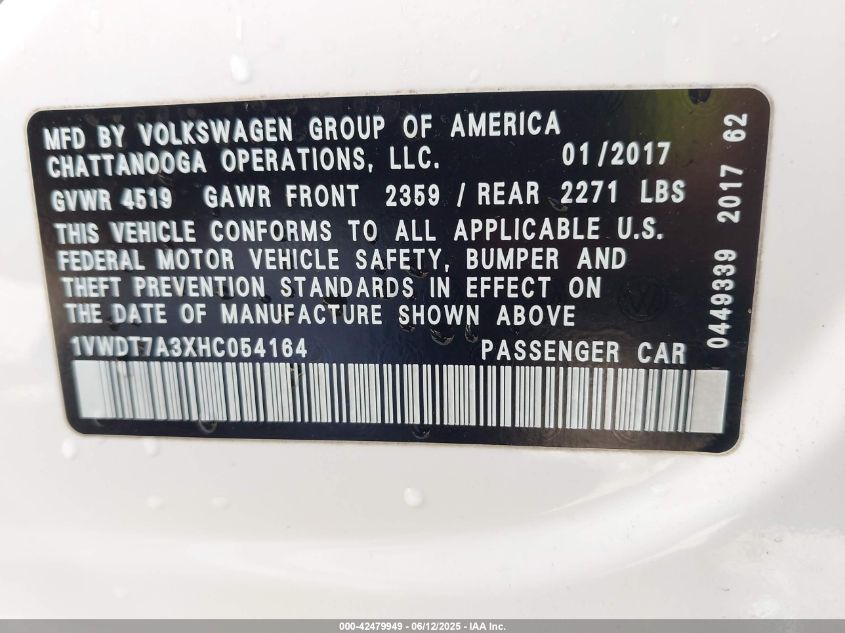 MFD BY VOLKSWAGEN GROUP OF AMERICA
CHATTANOOGA OPERATIONS, LLC. 01/2017
GVWR 4519 GAWR FRONT 2359 / REAR 2271 LBS
THIS VEHICLE CONFORMS TO ALL APPLICABLE U.S.
FEDERAL MOTOR VEHICLE SAFETY, BUMPER AND
THEFT PREVENTION STANDARDS IN EFFECT ON
THE DATE OF MANUFACTURE SHOWN ABOVE
1VWDT7A3XHC054164 PASSENGER CAR
0449339 2017 62
000-42479949 - 06/12/2025 - IAA Inc.